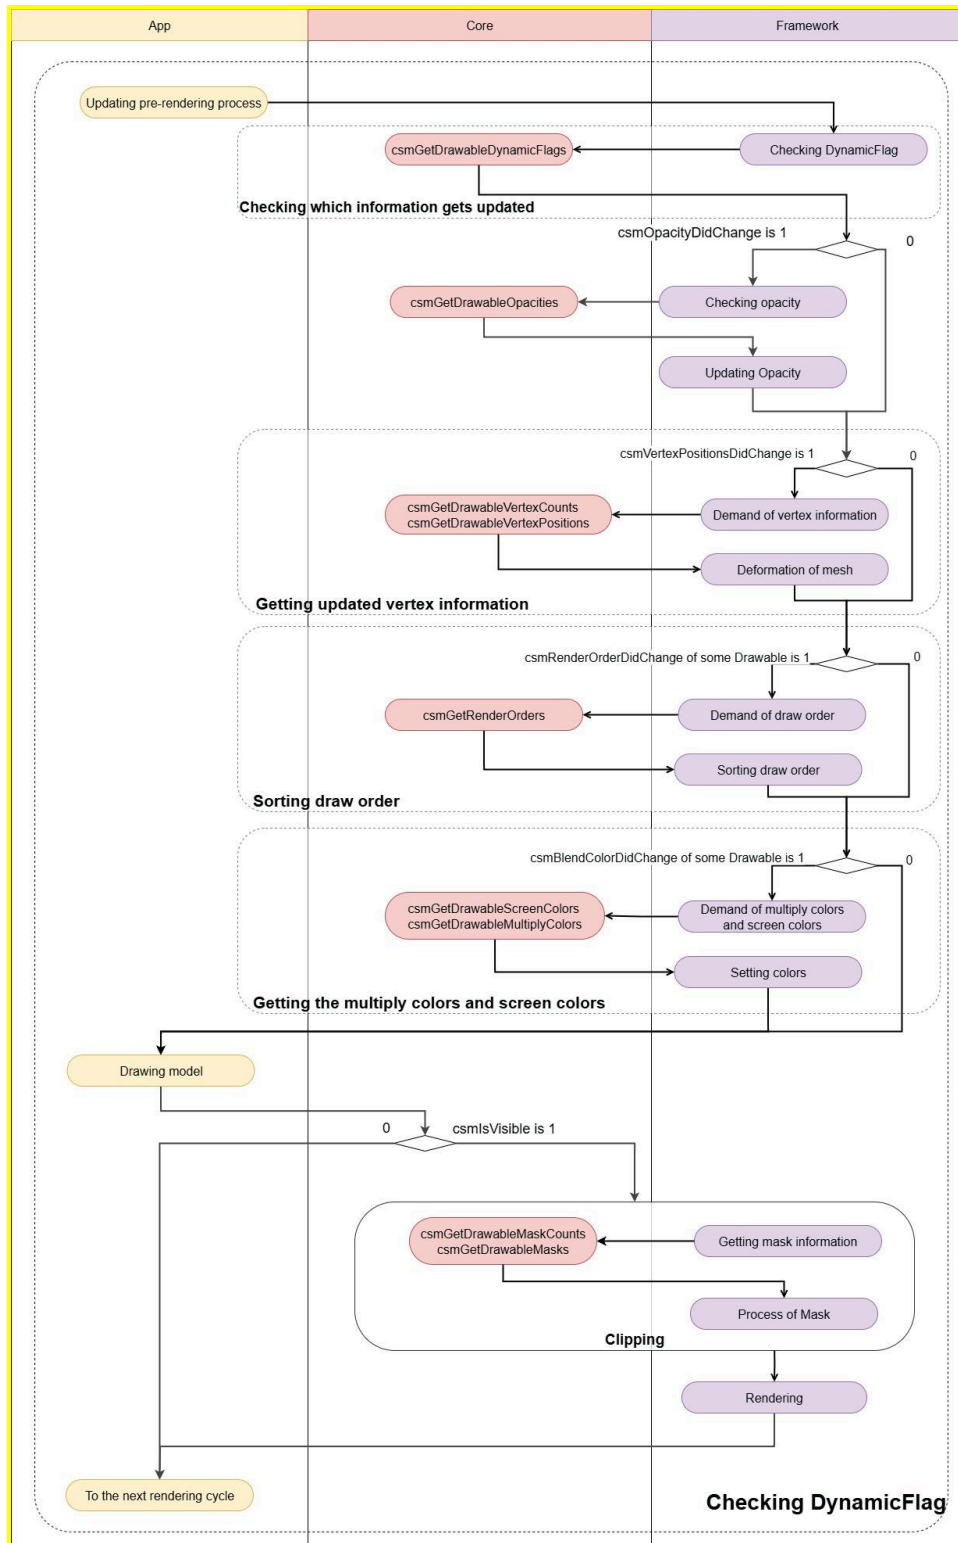 App
Core
Framework
Updating pre-rendering process
csmGetDrawableDynamicFlags
Checking DynamicFlag
Checking which information gets updated
csmOpacityDidChange is 1
0
csmGetDrawableOpacities
Checking opacity
Updating Opacity
csmVertexPositionsDidChange is 1
0
csmGetDrawableVertexCounts
csmGetDrawableVertexPositions
Demand of vertex information
Deformation of mesh
Getting updated vertex information
csmRenderOrderDidChange of some Drawable is 1
0
csmGetRenderOrders
Demand of draw order
Sorting draw order
Sorting draw order
csmBlendColorDidChange of some Drawable is 1
0
csmGetDrawableScreenColors
csmGetDrawableMultiplyColors
Demand of multiply colors
and screen colors
Setting colors
Getting the multiply colors and screen colors
Drawing model
0
csmIsVisible is 1
csmGetDrawableMaskCounts
csmGetDrawableMasks
Getting mask information
Process of Mask
Clipping
Rendering
To the next rendering cycle
Checking DynamicFlag